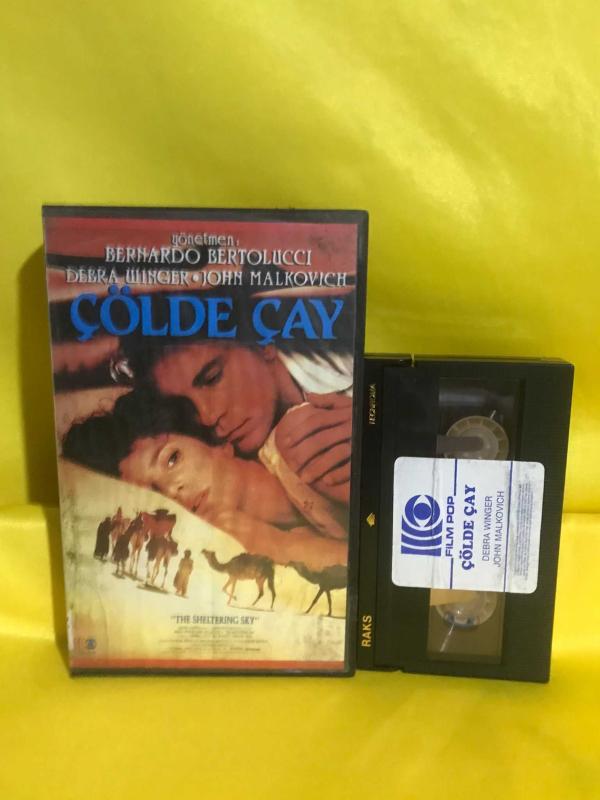 yönetmen:
BERNARDO BERTOLUCCI
DEBRA WINGER • JOHN MALKOVICH
ÇÖLDE ÇAY
"THE SHELTERING SKY"
RAKS
FILM POP
ÇÖLDE ÇAY
DEBRA WINGER
JOHN MALKOVICH